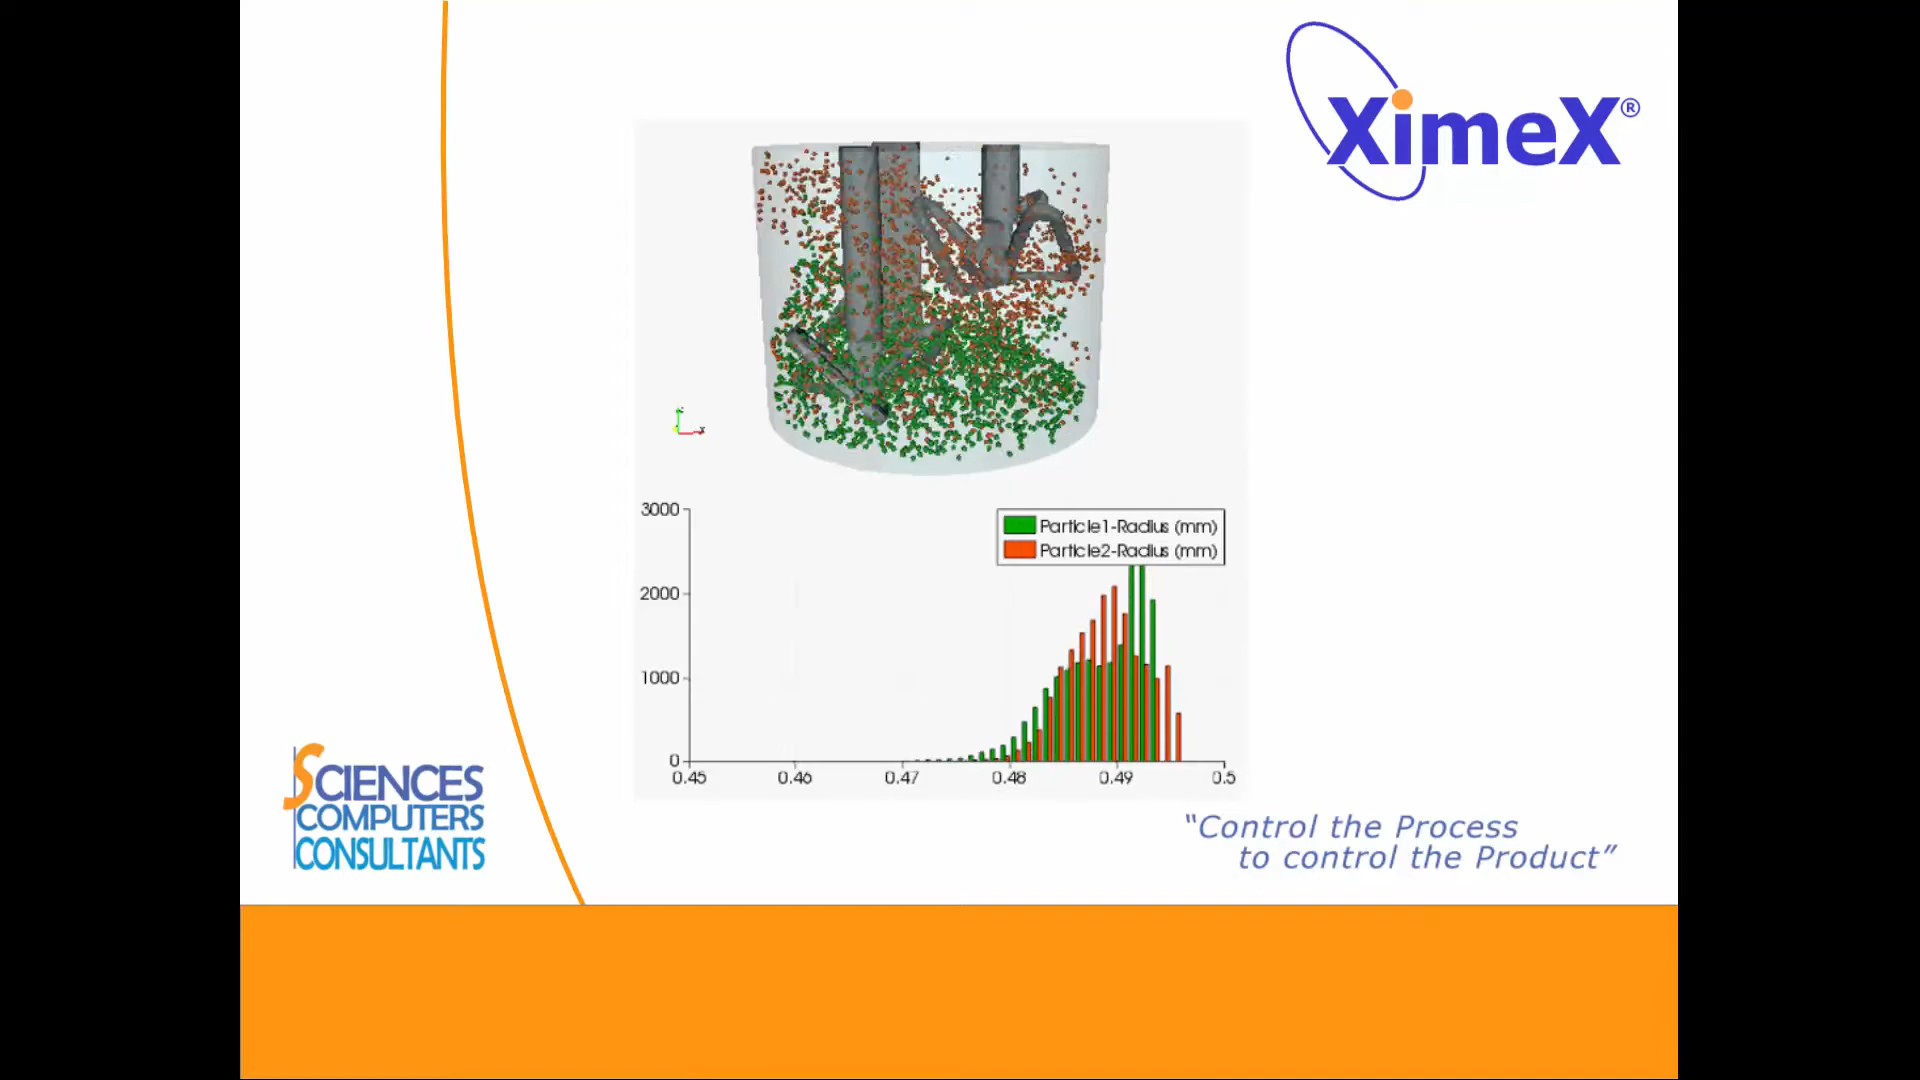 XimeX®
3000
Particle1-Radius (mm)
Particle2-Radius (mm)
2000
1000
0
0.45 0.46 0.47 0.48 0.49 0.5
SCIENCES
COMPUTERS
CONSULTANTS
“Control the Process
to control the Product”